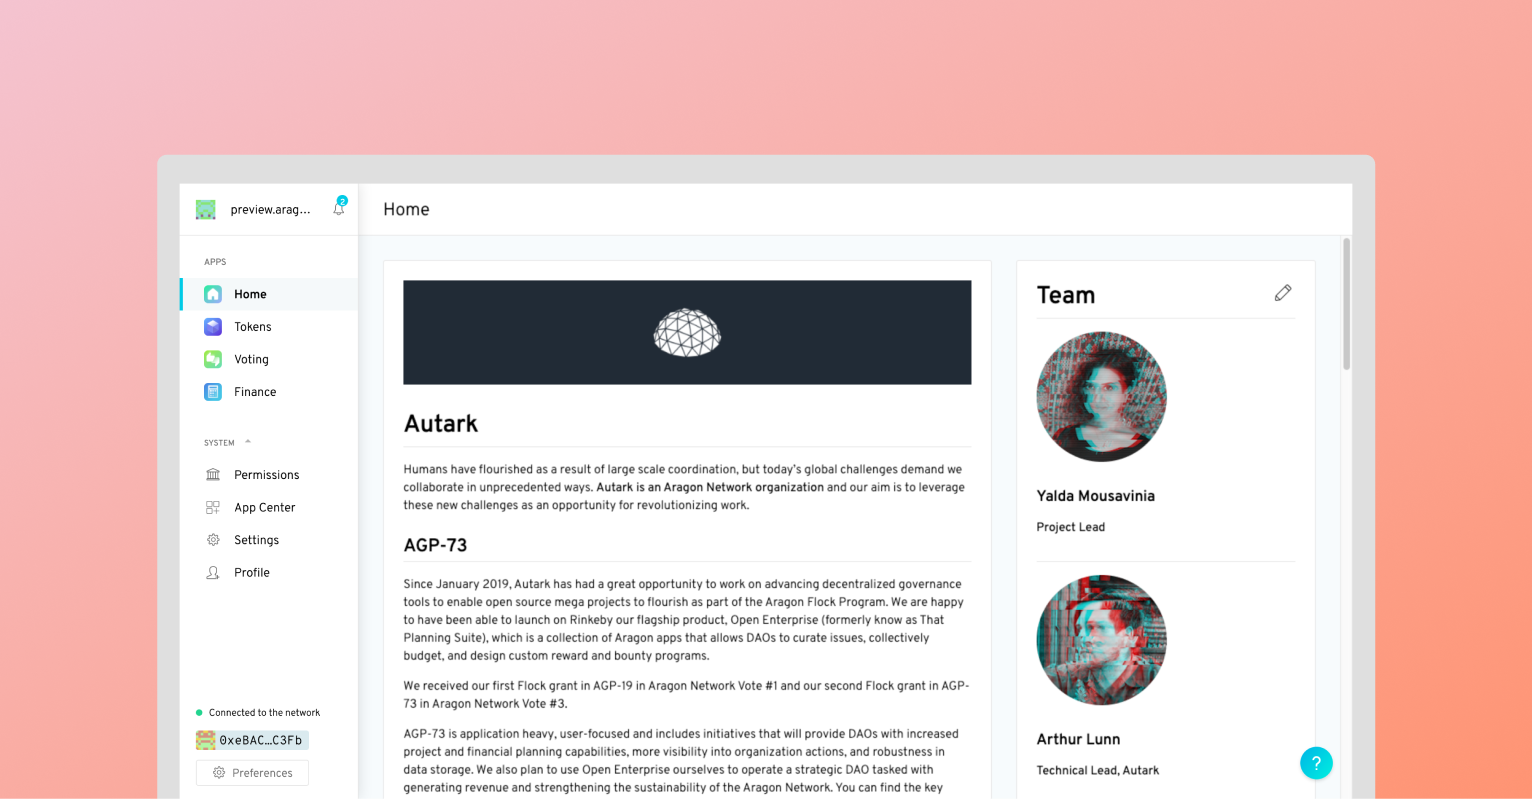 preview.arag...
2
Home
APPS
Home
Tokens
Voting
Finance
SYSTEM
Permissions
App Center
Settings
Profile
Connected to the network
0xeBAC…C3Fb
Preferences
Autark
Humans have flourished as a result of large scale coordination, but today's global challenges demand we
collaborate in unprecedented ways. Autark is an Aragon Network organization and our aim is to leverage
these new challenges as an opportunity for revolutionizing work.
AGP-73
Since January 2019, Autark has had a great opportunity to work on advancing decentralized governance
tools to enable open source mega projects to flourish as part of the Aragon Flock Program. We are happy
to have been able to launch on Rinkeby our flagship product, Open Enterprise (formerly know as That
Planning Suite), which is a collection of Aragon apps that allows DAOs to curate issues, collectively
budget, and design custom reward and bounty programs.
We received our first Flock grant in AGP-19 in Aragon Network Vote #1 and our second Flock grant in AGP-
73 in Aragon Network Vote #3.
AGP-73 is application heavy, user-focused and includes initiatives that will provide DAOs with increased
project and financial planning capabilities, more visibility into organization actions, and robustness in
data storage. We also plan to use Open Enterprise ourselves to operate a strategic DAO tasked with
generating revenue and strengthening the sustainability of the Aragon Network. You can find the key
Team
Yalda Mousavinia
Project Lead
Arthur Lunn
Technical Lead, Autark
?